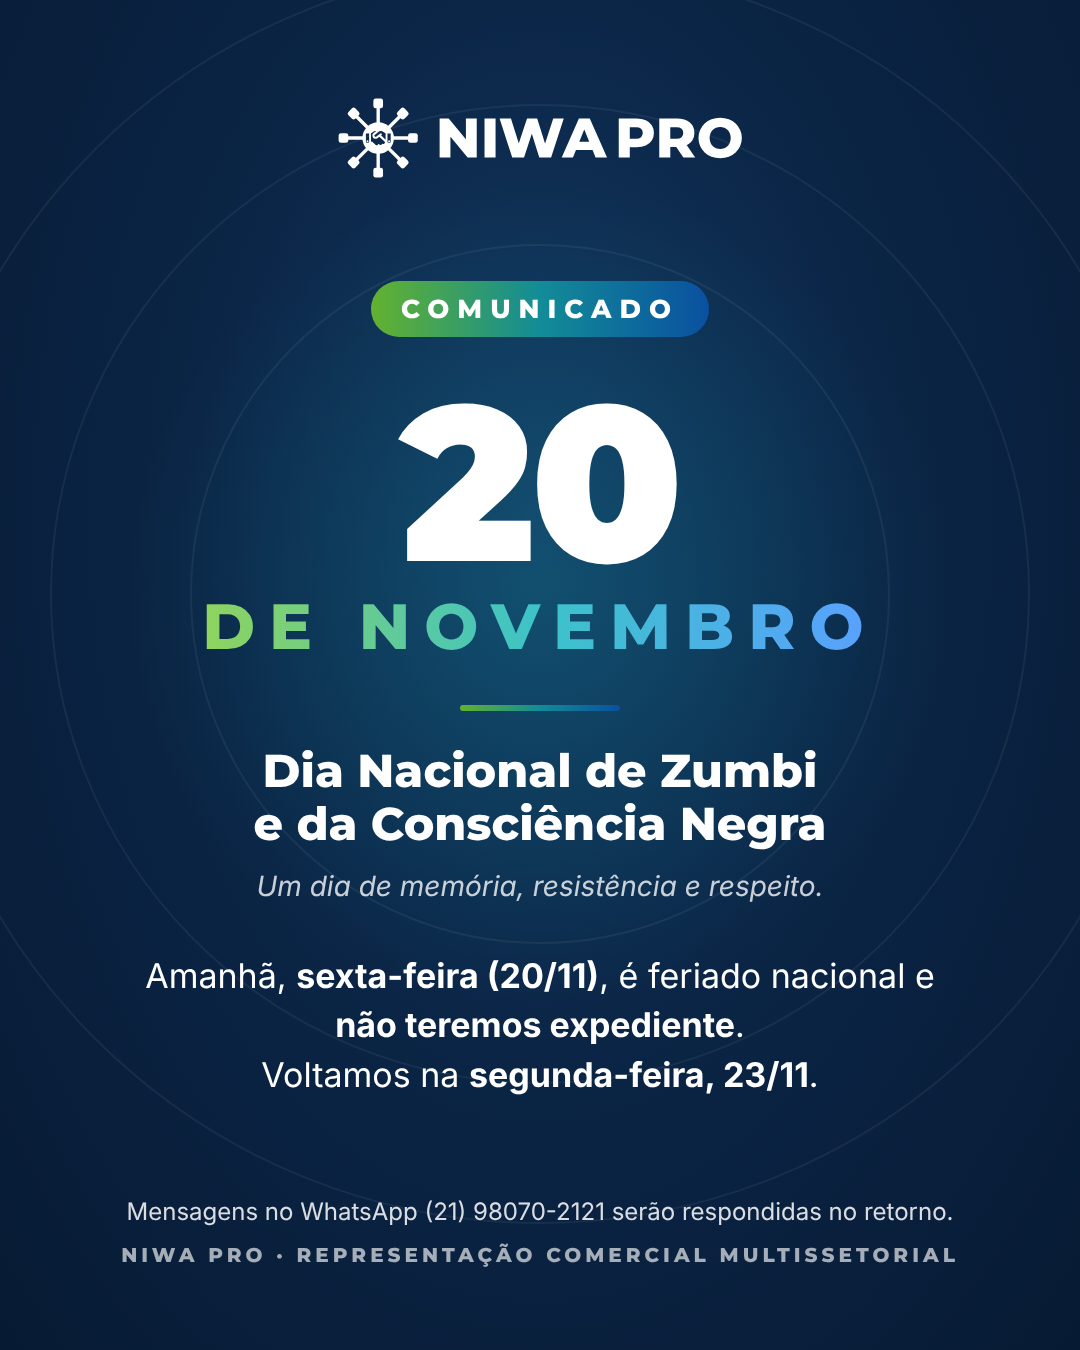 NIWA PRO
COMUNICADO
20
DE NOVEMBRO
Dia Nacional de Zumbi
e da Consciência Negra
Um dia de memória, resistência e respeito.
Amanhã, sexta-feira (20/11), é feriado nacional e
não teremos expediente.
Voltamos na segunda-feira, 23/11.
Mensagens no WhatsApp (21) 98070-2121 serão respondidas no retorno.
NIWA PRO · REPRESENTAÇÃO COMERCIAL MULTISSETORIAL